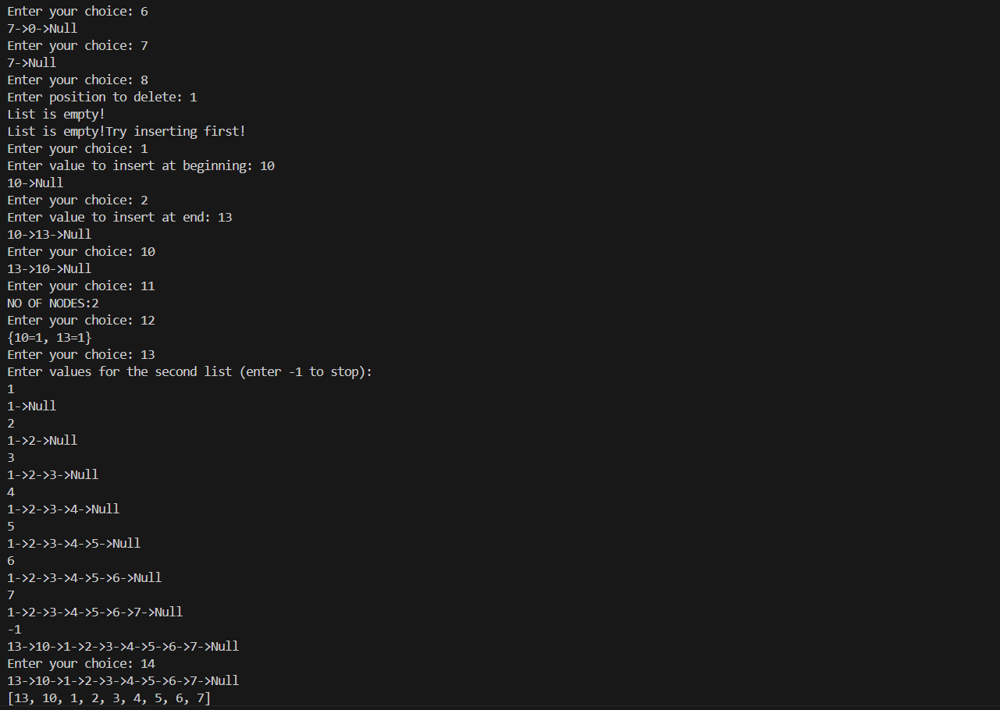 Enter your choice: 6
7->0->Null
Enter your choice: 7
7->Null
Enter your choice: 8
Enter position to delete: 1
List is empty!
List is empty!Try inserting first!
Enter your choice: 1
Enter value to insert at beginning: 10
10->Null
Enter your choice: 2
Enter value to insert at end: 13
10->13->Null
Enter your choice: 10
13->10->Null
Enter your choice: 11
NO OF NODES:2
Enter your choice: 12
{10=1, 13=1}
Enter your choice: 13
Enter values for the second list (enter -1 to stop):
1
1->Null
2
1->2->Null
3
1->2->3->Null
4
1->2->3->4->Null
5
1->2->3->4->5->Null
6
1->2->3->4->5->6->Null
7
1->2->3->4->5->6->7->Null
-1
13->10->1->2->3->4->5->6->7->Null
Enter your choice: 14
13->10->1->2->3->4->5->6->7->Null
[13, 10, 1, 2, 3, 4, 5, 6, 7]